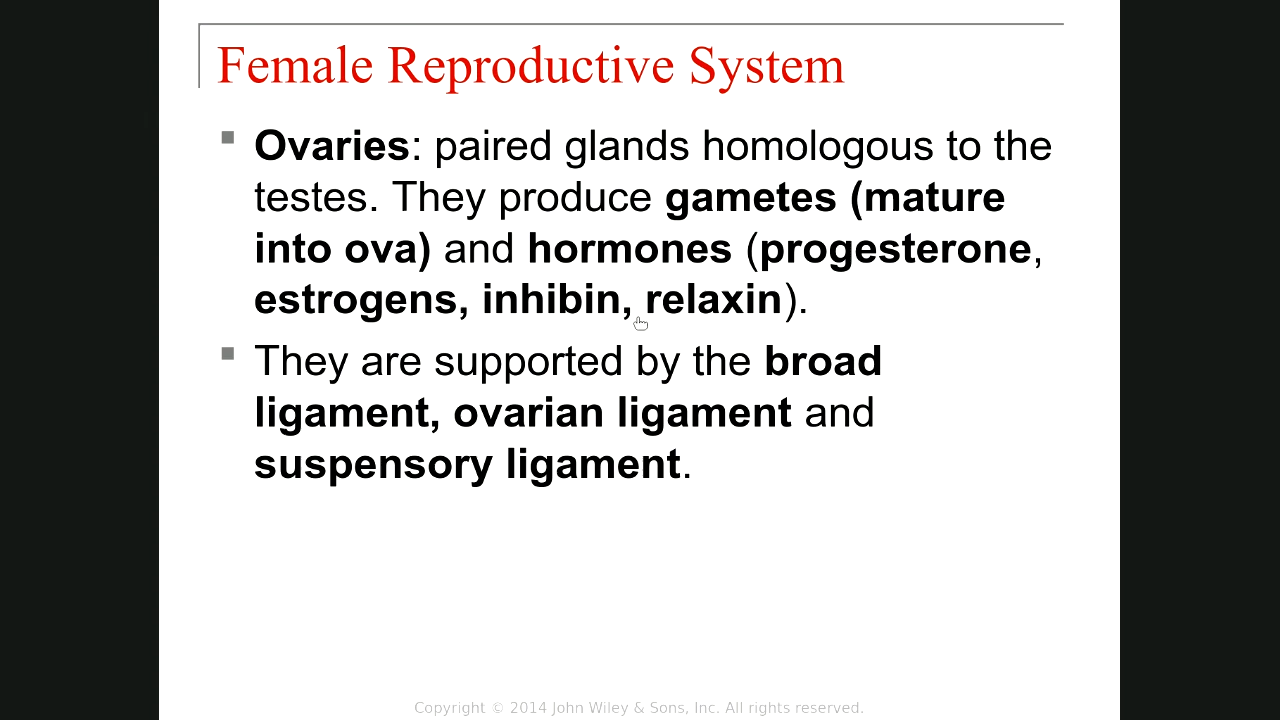 Female Reproductive System
Ovaries: paired glands homologous to the
testes. They produce gametes (mature
into ova) and hormones (progesterone,
estrogens, inhibin, relaxin).
They are supported by the broad
ligament, ovarian ligament and
suspensory ligament.
Copyright © 2014 John Wiley & Sons, Inc. All rights reserved.